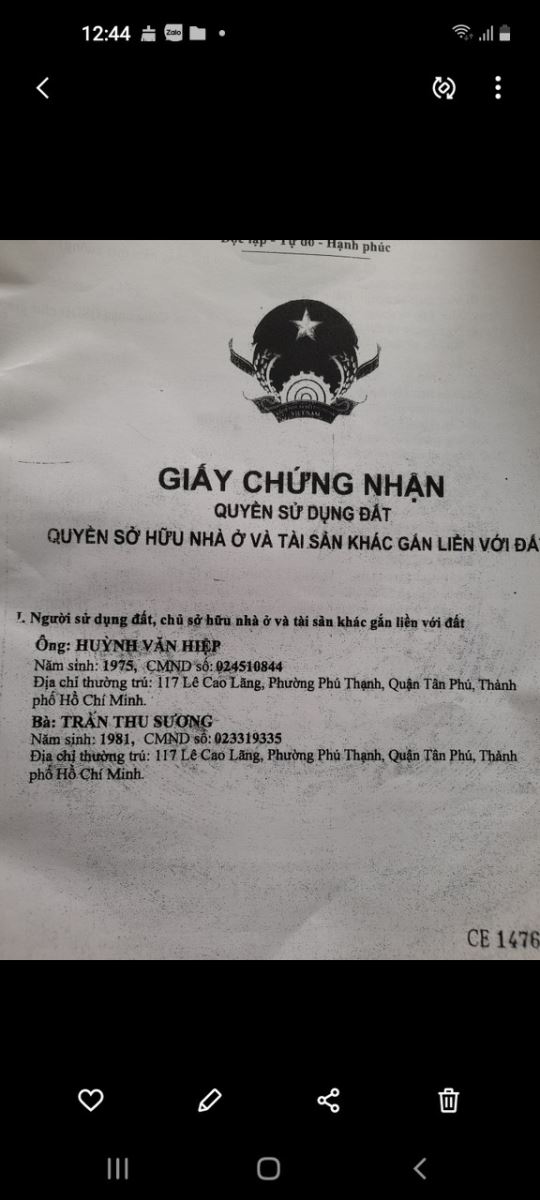 12:44
Zalo
Độc lập - Tự do - Hạnh phúc
VIỆT NAM
GIẤY CHỨNG NHẬN
QUYỀN SỬ DỤNG ĐẤT
QUYỀN SỞ HỮU NHÀ Ở VÀ TÀI SẢN KHÁC GẮN LIỀN VỚI ĐẤ
I. Người sử dụng đất, chủ sở hữu nhà ở và tài sản khác gắn liền với đất
Ông: HUỲNH VĂN HIỆP
Năm sinh: 1975, CMND số: 024510844
Địa chỉ thường trú: 117 Lê Cao Lãng, Phường Phú Thạnh, Quận Tân Phú, Thành
phố Hồ Chí Minh.
Bà: TRẦN THU SƯƠNG
Năm sinh: 1981, CMND số: 023319335
Địa chỉ thường trú: 117 Lê Cao Lãng, Phường Phú Thạnh, Quận Tân Phú, Thành
phố Hồ Chí Minh.
CE 1476